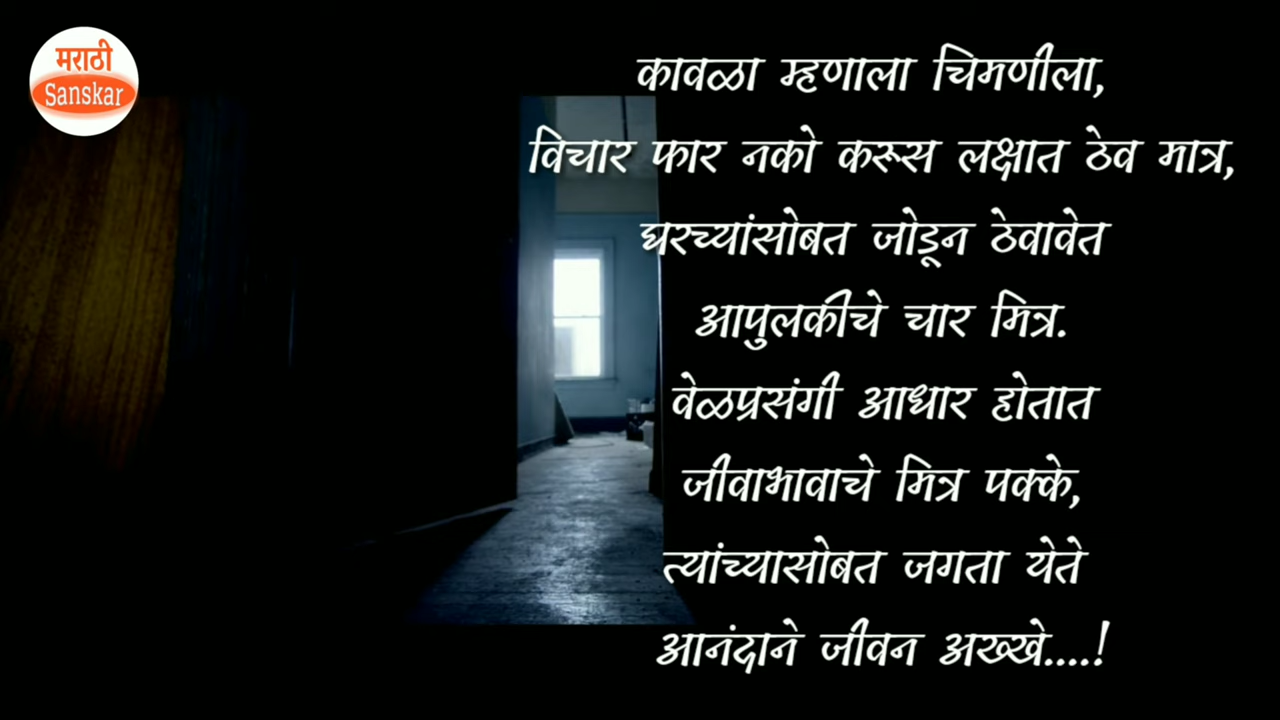 मराठी
Sanskar
कावळा म्हणाला चिमणीला,
विचार फार नको करूस लक्षात ठेव मात्र,
घरच्यांसोबत जोडून ठेवावेत
आपुलकीचे चार मित्र.
वेळप्रसंगी आधार होतात
जीवाभावाचे मित्र पक्के,
त्यांच्यासोबत जगता येते
आनंदाने जीवन अख्खे....!